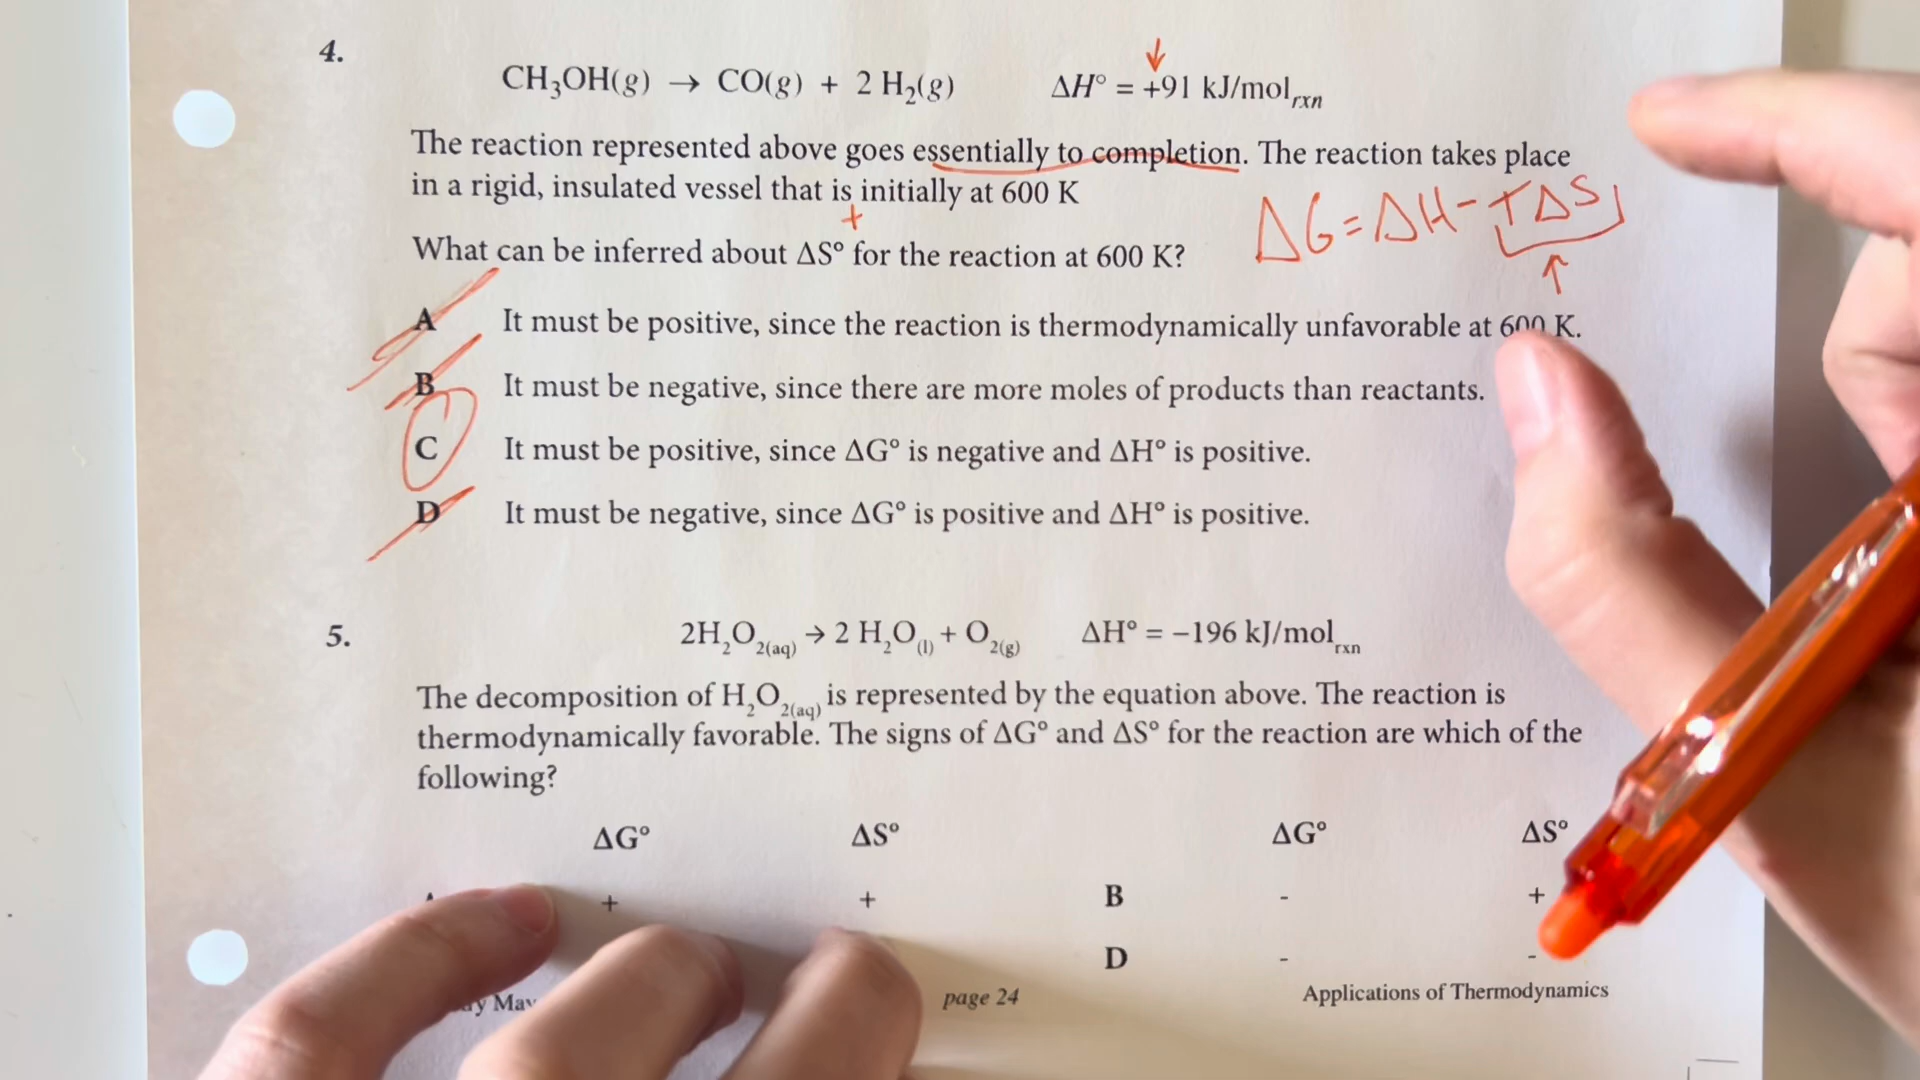 4.
CH₃OH(g) → CO(g) + 2 H₂(g) ΔH° = +91 kJ/molrxn
The reaction represented above goes essentially to completion. The reaction takes place
in a rigid, insulated vessel that is initially at 600 K
ΔG = ΔH - TΔS
+
What can be inferred about ΔS° for the reaction at 600 K?
A It must be positive, since the reaction is thermodynamically unfavorable at 600 K.
B It must be negative, since there are more moles of products than reactants.
C It must be positive, since ΔG° is negative and ΔH° is positive.
D It must be negative, since ΔG° is positive and ΔH° is positive.
5.
2H₂O₂(aq) → 2 H₂O(l) + O₂(g) ΔH° = −196 kJ/molrxn
The decomposition of H₂O₂(aq) is represented by the equation above. The reaction is
thermodynamically favorable. The signs of ΔG° and ΔS° for the reaction are which of the
following?
ΔG° ΔS° ΔG° ΔS°
+ + B - +
D - -
page 24 Applications of Thermodynamics